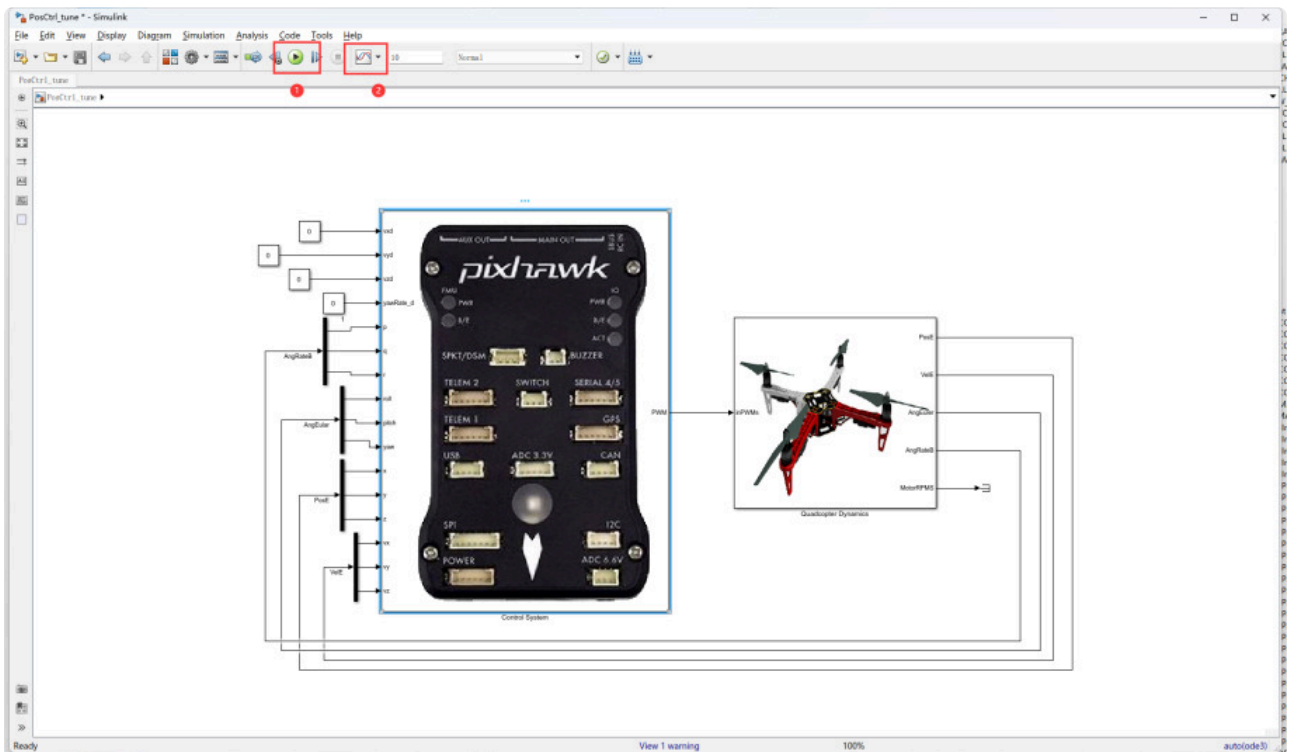 PosCtrl_tune * - Simulink
File Edit View Display Diagram Simulation Analysis Code Tools Help
10 Normal
PosCtrl_tune
1 2
PosCtrl_tune
0
vxd
0
vyd
0
vzd
0
yawRate_d
p
q
r
AngRateB
roll
pitch
yaw
AngEular
x
y
z
PosE
vx
vy
vz
VelE
AUX OUT MAIN OUT
RC IN
pixhawk
FMU IO
PWR PWR
B/E B/E
ACT
SPKT/DSM BUZZER
TELEM 2 SWITCH SERIAL 4/5
TELEM 1 GPS
USB ADC 3.3V CAN
SPI I2C
POWER ADC 6.6V
PWM
Control System
inPWMs
PosE
VelE
AngEuler
AngRateB
MotorRPMS
Quadcopter Dynamics
Ready View 1 warning 100% auto(ode3)